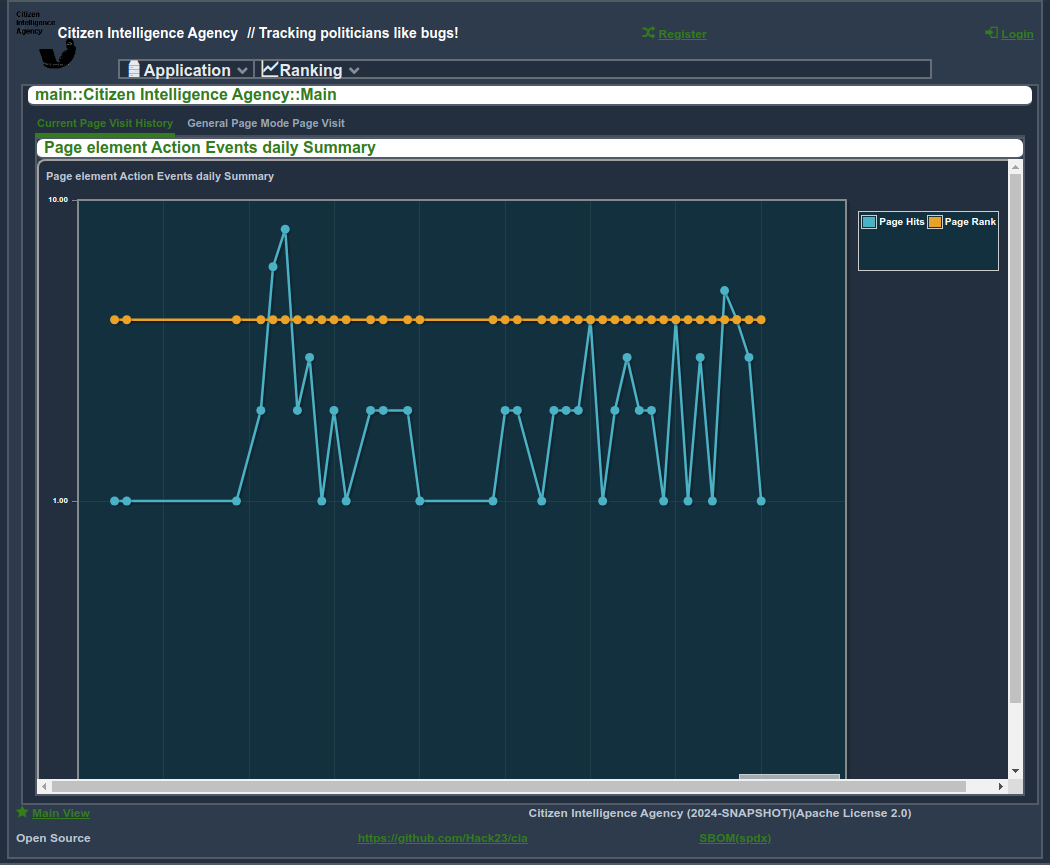 Citizen
Intelligence
Agency
Citizen Intelligence Agency // Tracking politicians like bugs!
Register
Login
Application
Ranking
main::Citizen Intelligence Agency::Main
Current Page Visit History
General Page Mode Page Visit
Page element Action Events daily Summary
Page element Action Events daily Summary
10.00
Page Hits
Page Rank
1.00
Main View
Citizen Intelligence Agency (2024-SNAPSHOT)(Apache License 2.0)
Open Source
https://github.com/Hack23/cia
SBOM(spdx)